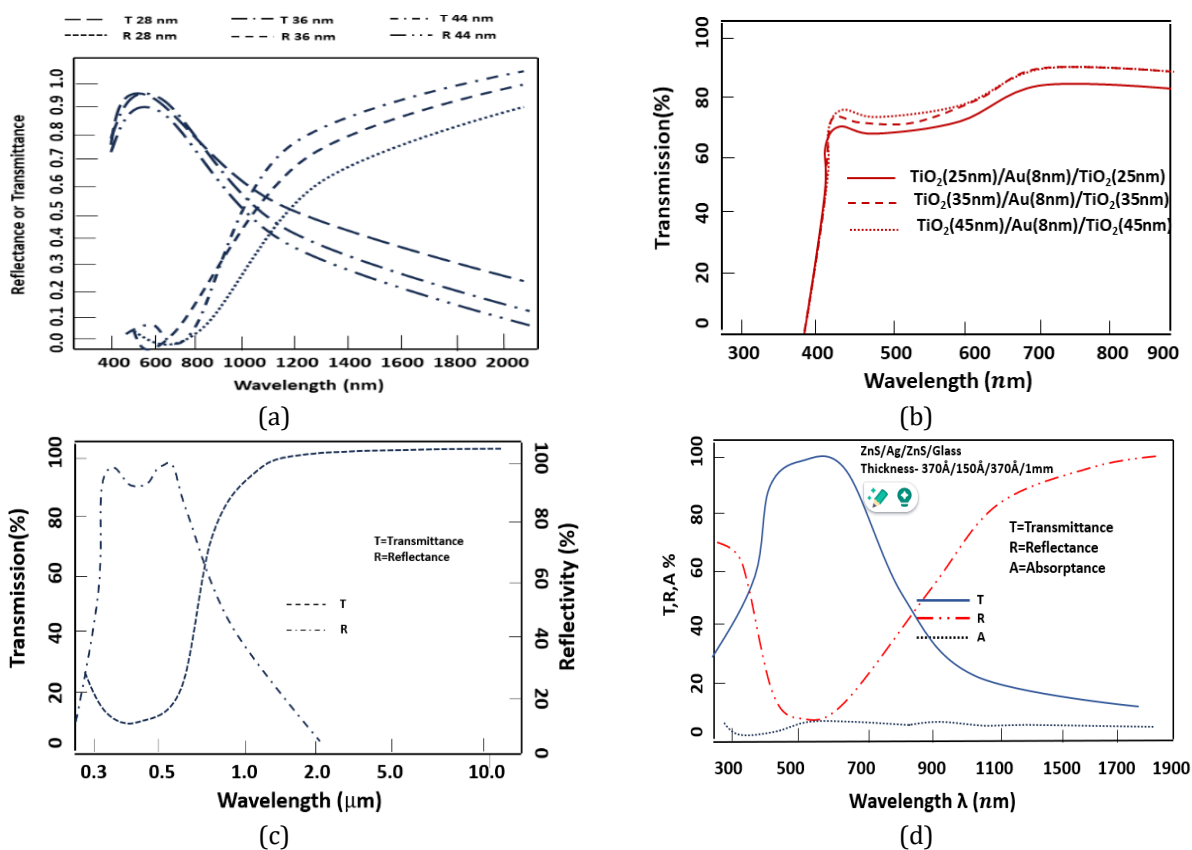 T 28 nm T 36 nm T 44 nm
R 28 nm R 36 nm R 44 nm
Reflectance or Transmittance
1.0
0.9
0.8
0.7
0.6
0.5
0.4
0.3
0.2
0.1
0.0
400 600 800 1000 1200 1400 1600 1800 2000
Wavelength (nm)
(a)
Transmission(%)
100
80
60
40
20
0
TiO₂(25nm)/Au(8nm)/TiO₂(25nm)
TiO₂(35nm)/Au(8nm)/TiO₂(35nm)
TiO₂(45nm)/Au(8nm)/TiO₂(45nm)
300 400 500 600 700 800 900
Wavelength (nm)
(b)
Transmission(%)
100
80
60
40
20
0
T=Transmittance
R=Reflectance
T
R
Reflectivity (%)
100
80
60
40
20
0
0.3 0.5 1.0 2.0 5.0 10.0
Wavelength (μm)
(c)
T,R,A %
100
80
60
40
20
0
ZnS/Ag/ZnS/Glass
Thickness- 370Å/150Å/370Å/1mm
T=Transmittance
R=Reflectance
A=Absorptance
T
R
A
300 500 700 900 1100 1500 1700 1900
Wavelength λ (nm)
(d)